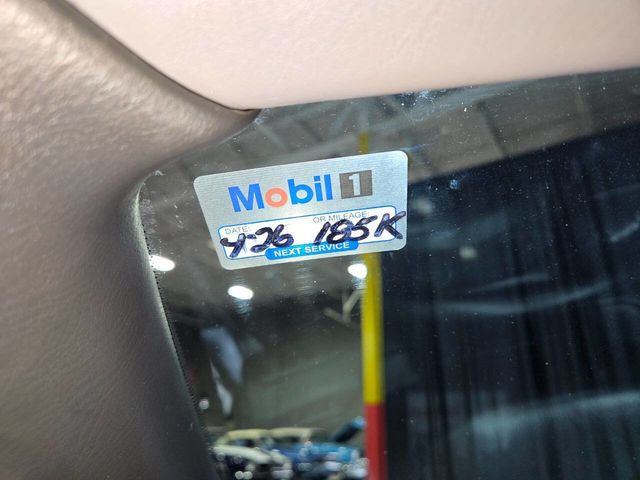 Mobil 1
DATE OR MILEAGE
4-26 185K
NEXT SERVICE